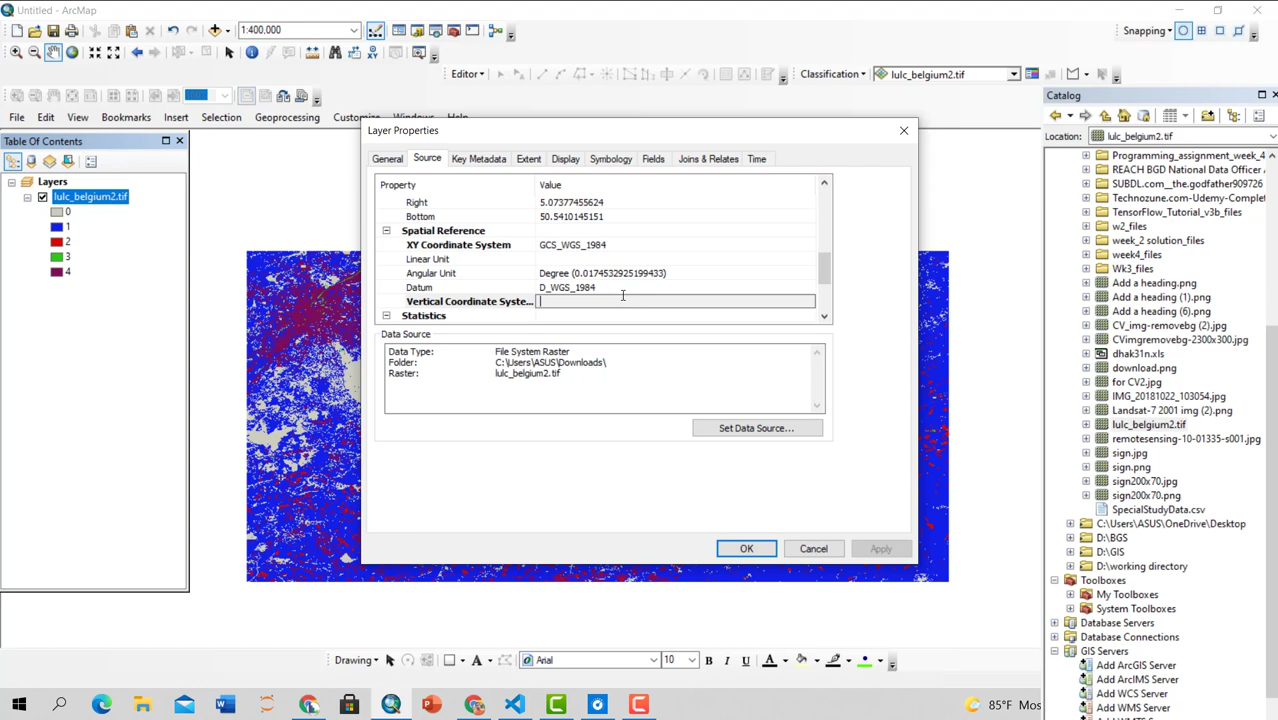 Untitled - ArcMap
1:400,000
Editor
Classification
lulc_belgium2.tif
Snapping
File Edit View Bookmarks Insert Selection Geoprocessing Customize Windows Help
Table Of Contents
Layers
lulc_belgium2.tif
0
1
2
3
4
Layer Properties
General Source Key Metadata Extent Display Symbology Fields Joins & Relates Time
Property Value
Right 5.07377455624
Bottom 50.5410145151
Spatial Reference
XY Coordinate System GCS_WGS_1984
Linear Unit
Angular Unit Degree (0.0174532925199433)
Datum D_WGS_1984
Vertical Coordinate Syste...
Statistics
Data Source
Data Type: File System Raster
Folder: C:\Users\ASUS\Downloads\
Raster: lulc_belgium2.tif
Set Data Source...
OK Cancel Apply
Catalog
Location: lulc_belgium2.tif
Programming_assignment_week_4
REACH BGD National Data Officer
SUBDL.com__the.godfather909726
Technozune.com-Udemy-Complete
TensorFlow_Tutorial_v3b_files
w2_files
week_2 solution_files
week4_files
Wk3_files
Add a heading.png
Add a heading (1).png
Add a heading (6).png
CV_img-removebg (2).jpg
CVimgremovebg-2300x300.jpg
dhak31n.xls
download.png
for CV2.jpg
IMG_20181022_103054.jpg
Landsat-7 2001 img (2).png
lulc_belgium2.tif
remotesensing-10-01335-s001.jpg
sign.jpg
sign.png
sign200x70.jpg
sign200x70.png
SpecialStudyData.csv
C:\Users\ASUS\OneDrive\Desktop
D:\BGS
D:\GIS
D:\working directory
Toolboxes
My Toolboxes
System Toolboxes
Database Servers
Database Connections
GIS Servers
Add ArcGIS Server
Add ArcIMS Server
Add WCS Server
Add WMS Server
Drawing
A
Arial
10
B I U A
85°F Mos